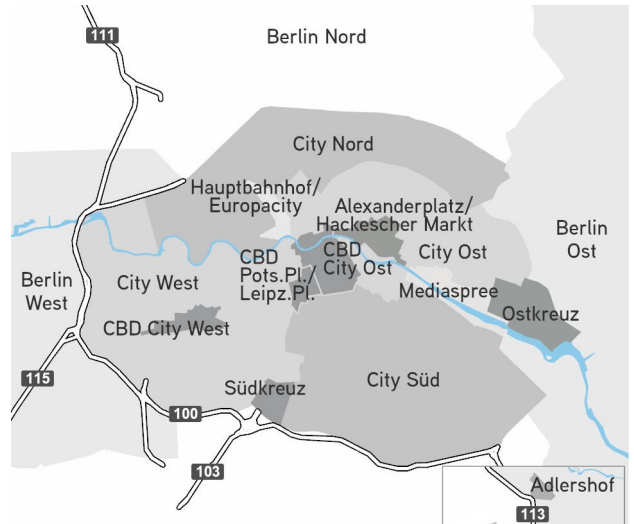 111
Berlin Nord
City Nord
Hauptbahnhof/
Europacity
Alexanderplatz/
Hackescher Markt
Berlin
Ost
CBD
Pots.Pl./
Leipz.Pl.
CBD
City Ost
City Ost
Berlin
West
City West
Mediaspree
CBD City West
Ostkreuz
115
Südkreuz
City Süd
100
103
Adlershof
113